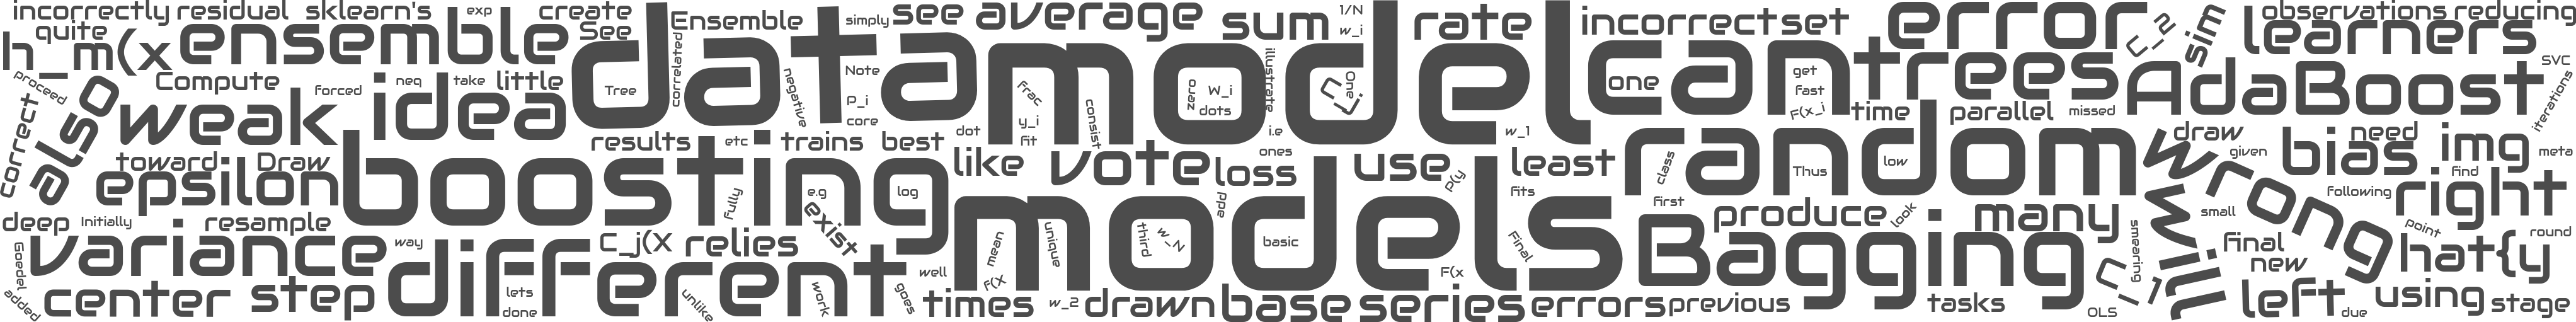 incorrectly residual sklearn's exp create
Ensemble simply see average sum 1/N w_i rate incorrect set error C_2 sim observations reducing
quite ensemble See data learners
h_m(x correlated illustrate model can trees SVC
Compute forced neq take little Tree negative Note zero W_i dots One one get fast AdaBoost
proceed also weak idea P_i core frac y_i fit consist C_i F(x_i time parallel missed iterations
correct results etc trains best dot i.e w_1 random draw need
toward Draw boosting like vote loss ones use least class Thus low wrong given bias img meta
epsilon fully e.g log adda P(y fits find following right
deep Initially resample exist models first produce look many will small point round
goodel variance way C_j(X relies mean unique third w_N basic Final Bagging smearing final hat{y
added center step different lets done unlike work goes well F(X F(x new
times w_2 drawn base series errors previous tasks OLS C_1 left due using stage